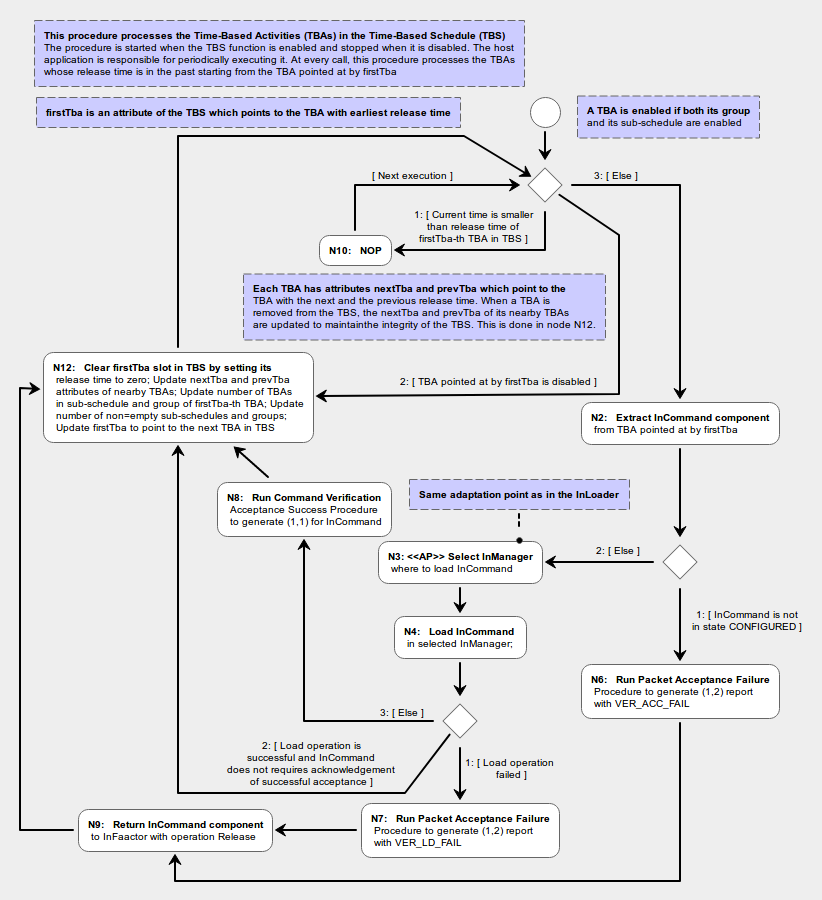 This procedure processes the Time-Based Activities (TBAs) in the Time-Based Schedule (TBS)
The procedure is started when the TBS function is enabled and stopped when it is disabled. The host
application is responsible for periodically executing it. At every call, this procedure processes the TBAs
whose release time is in the past starting from the TBA pointed at by firstTba
firstTba is an attribute of the TBS which points to the TBA with earliest release time
A TBA is enabled if both its group
and its sub-schedule are enabled
[ Next execution ]
3: [ Else ]
1: [ Current time is smaller
than release time of
firstTba-th TBA in TBS ]
N10: NOP
Each TBA has attributes nextTba and prevTba which point to the
TBA with the next and the previous release time. When a TBA is
removed from the TBS, the nextTba and prevTba of its nearby TBAs
are updated to maintainthe integrity of the TBS. This is done in node N12.
N12: Clear firstTba slot in TBS by setting its
release time to zero; Update nextTba and prevTba
attributes of nearby TBAs; Update number of TBAs
in sub-schedule and group of firstTba-th TBA; Update
number of non=empty sub-schedules and groups;
Update firstTba to point to the next TBA in TBS
2: [ TBA pointed at by firstTba is disabled ]
N2: Extract InCommand component
from TBA pointed at by firstTba
N8: Run Command Verification
Acceptance Success Procedure
to generate (1,1) for InCommand
Same adaptation point as in the InLoader
N3: <<AP>> Select InManager
where to load InCommand
2: [ Else ]
1: [ InCommand is not
in state CONFIGURED ]
N4: Load InCommand
in selected InManager;
N6: Run Packet Acceptance Failure
Procedure to generate (1,2) report
with VER_ACC_FAIL
3: [ Else ]
2: [ Load operation is
successful and InCommand
does not requires acknowledgement
of successful acceptance ]
1: [ Load operation
failed ]
N9: Return InCommand component
to InFaactor with operation Release
N7: Run Packet Acceptance Failure
Procedure to generate (1,2) report
with VER_LD_FAIL